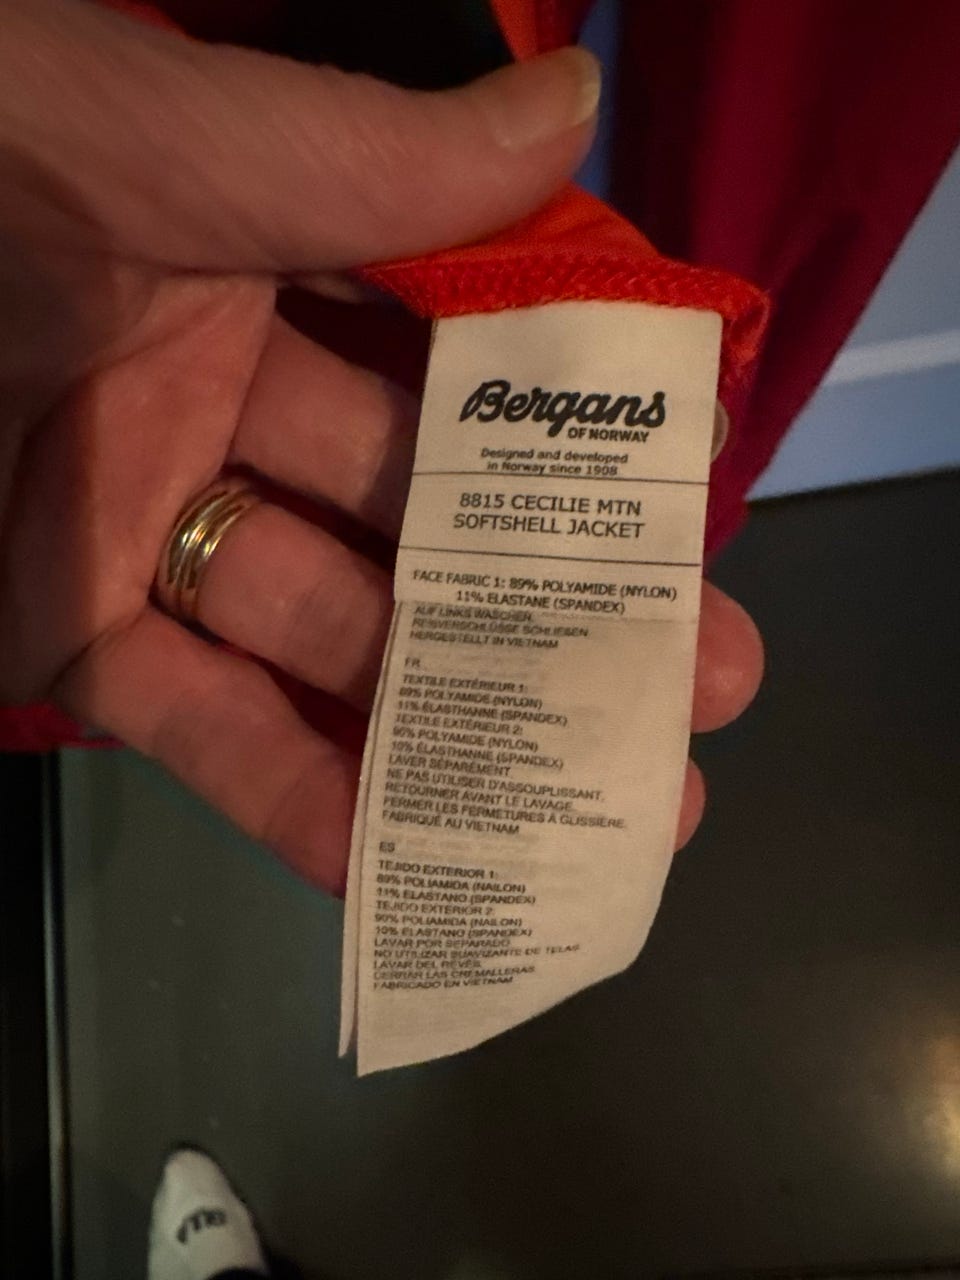 Bergans
OF NORWAY
Designed and developed
in Norway since 1908
8815 CECILIE MTN
SOFTSHELL JACKET
FACE FABRIC 1: 89% POLYAMIDE (NYLON)
11% ELASTANE (SPANDEX)
AUF LINKS WASCHEN.
REISVERSCHLÜSSE SCHLIEßEN
HERGESTELLT IN VIETNAM
FR
TEXTILE EXTÉRIEUR 1:
89% POLYAMIDE (NYLON)
11% ÉLASTHANNE (SPANDEX)
TEXTILE EXTÉRIEUR 2:
90% POLYAMIDE (NYLON)
10% ÉLASTHANNE (SPANDEX)
LAVER SÉPARÉMENT
NE PAS UTILISER D'ASSOUPLISSANT.
RETOURNER AVANT LE LAVAGE.
FERMER LES FERMETURES À GLISSIÈRE.
FABRIQUÉ AU VIETNAM
ES
TEJIDO EXTERIOR 1:
89% POLIAMIDA (NAILON)
11% ELASTANO (SPANDEX)
TEJIDO EXTERIOR 2:
90% POLIAMIDA (NAILON)
10% ELASTANO (SPANDEX)
LAVAR POR SEPARADO
NO UTILIZAR SUAVIZANTE DE TELAS
LAVAR DEL REVÉS
CERRAR LAS CREMALLERAS
FABRICADO EN VIETNAM